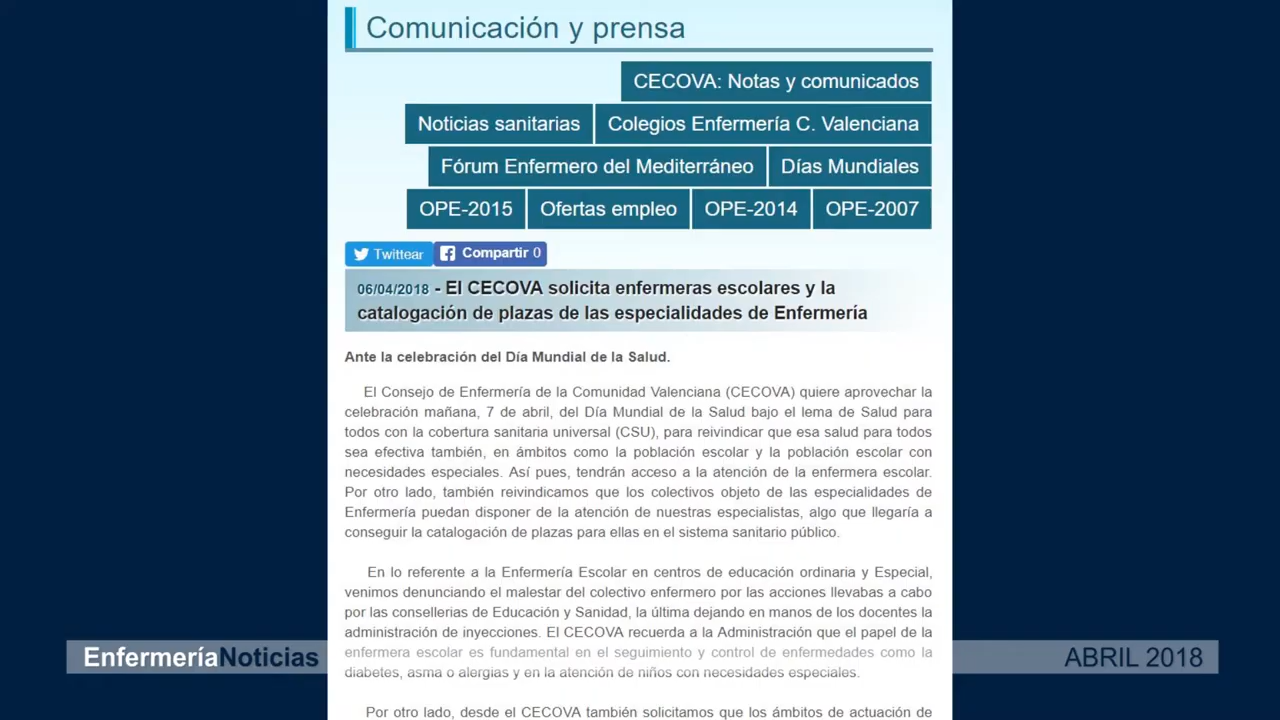 Comunicación y prensa
CECOVA: Notas y comunicados
Noticias sanitarias Colegios Enfermería C. Valenciana
Fórum Enfermero del Mediterráneo Días Mundiales
OPE-2015 Ofertas empleo OPE-2014 OPE-2007
Twittear Compartir 0
06/04/2018 - El CECOVA solicita enfermeras escolares y la
catalogación de plazas de las especialidades de Enfermería
Ante la celebración del Día Mundial de la Salud.
El Consejo de Enfermería de la Comunidad Valenciana (CECOVA) quiere aprovechar la
celebración mañana, 7 de abril, del Día Mundial de la Salud bajo el lema de Salud para
todos con la cobertura sanitaria universal (CSU), para reivindicar que esa salud para todos
sea efectiva también, en ámbitos como la población escolar y la población escolar con
necesidades especiales. Así pues, tendrán acceso a la atención de la enfermera escolar.
Por otro lado, también reivindicamos que los colectivos objeto de las especialidades de
Enfermería puedan disponer de la atención de nuestras especialistas, algo que llegaría a
conseguir la catalogación de plazas para ellas en el sistema sanitario público.
En lo referente a la Enfermería Escolar en centros de educación ordinaria y Especial,
venimos denunciando el malestar del colectivo enfermero por las acciones llevabas a cabo
por las consellerias de Educación y Sanidad, la última dejando en manos de los docentes la
administración de inyecciones. El CECOVA recuerda a la Administración que el papel de la
enfermera escolar es fundamental en el seguimiento y control de enfermedades como la
diabetes, asma o alergias y en la atención de niños con necesidades especiales.
EnfermeríaNoticias
ABRIL 2018
Por otro lado, desde el CECOVA también solicitamos que los ámbitos de actuación de